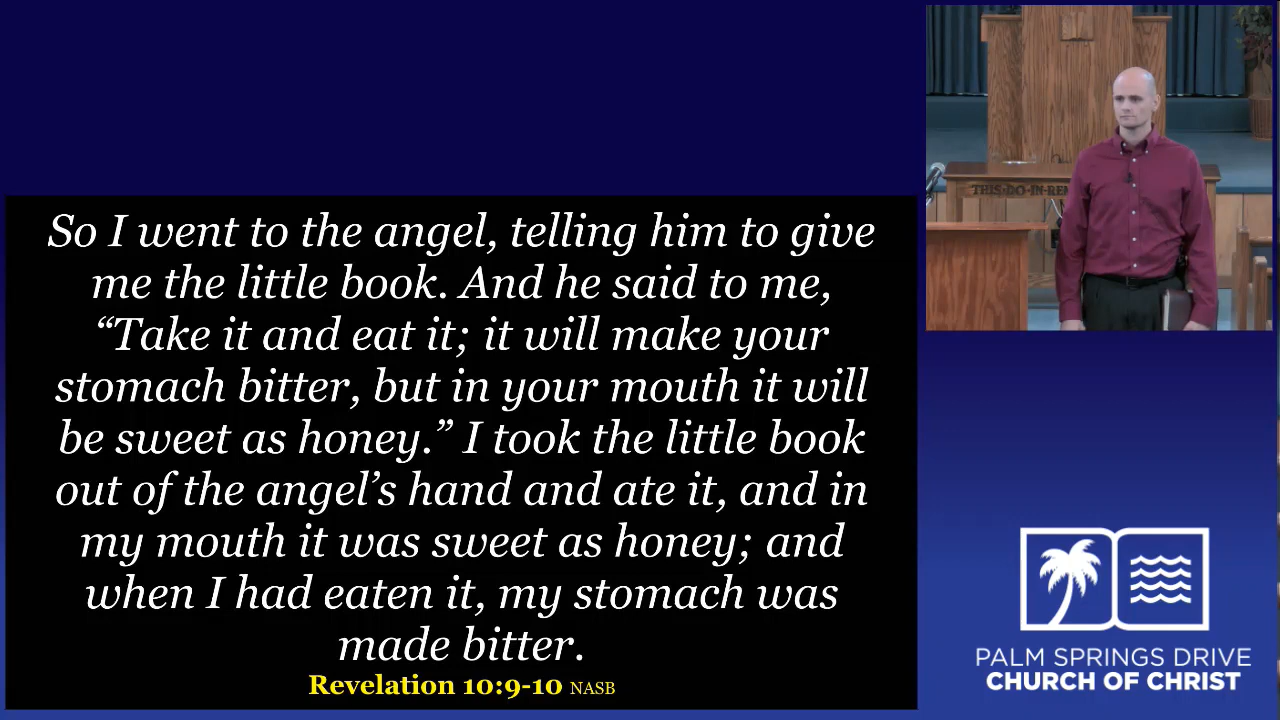 So I went to the angel, telling him to give
me the little book. And he said to me,
“Take it and eat it; it will make your
stomach bitter, but in your mouth it will
be sweet as honey.” I took the little book
out of the angel’s hand and ate it, and in
my mouth it was sweet as honey; and
when I had eaten it, my stomach was
made bitter.
Revelation 10:9-10 NASB
THIS DO IN REM
PALM SPRINGS DRIVE
CHURCH OF CHRIST